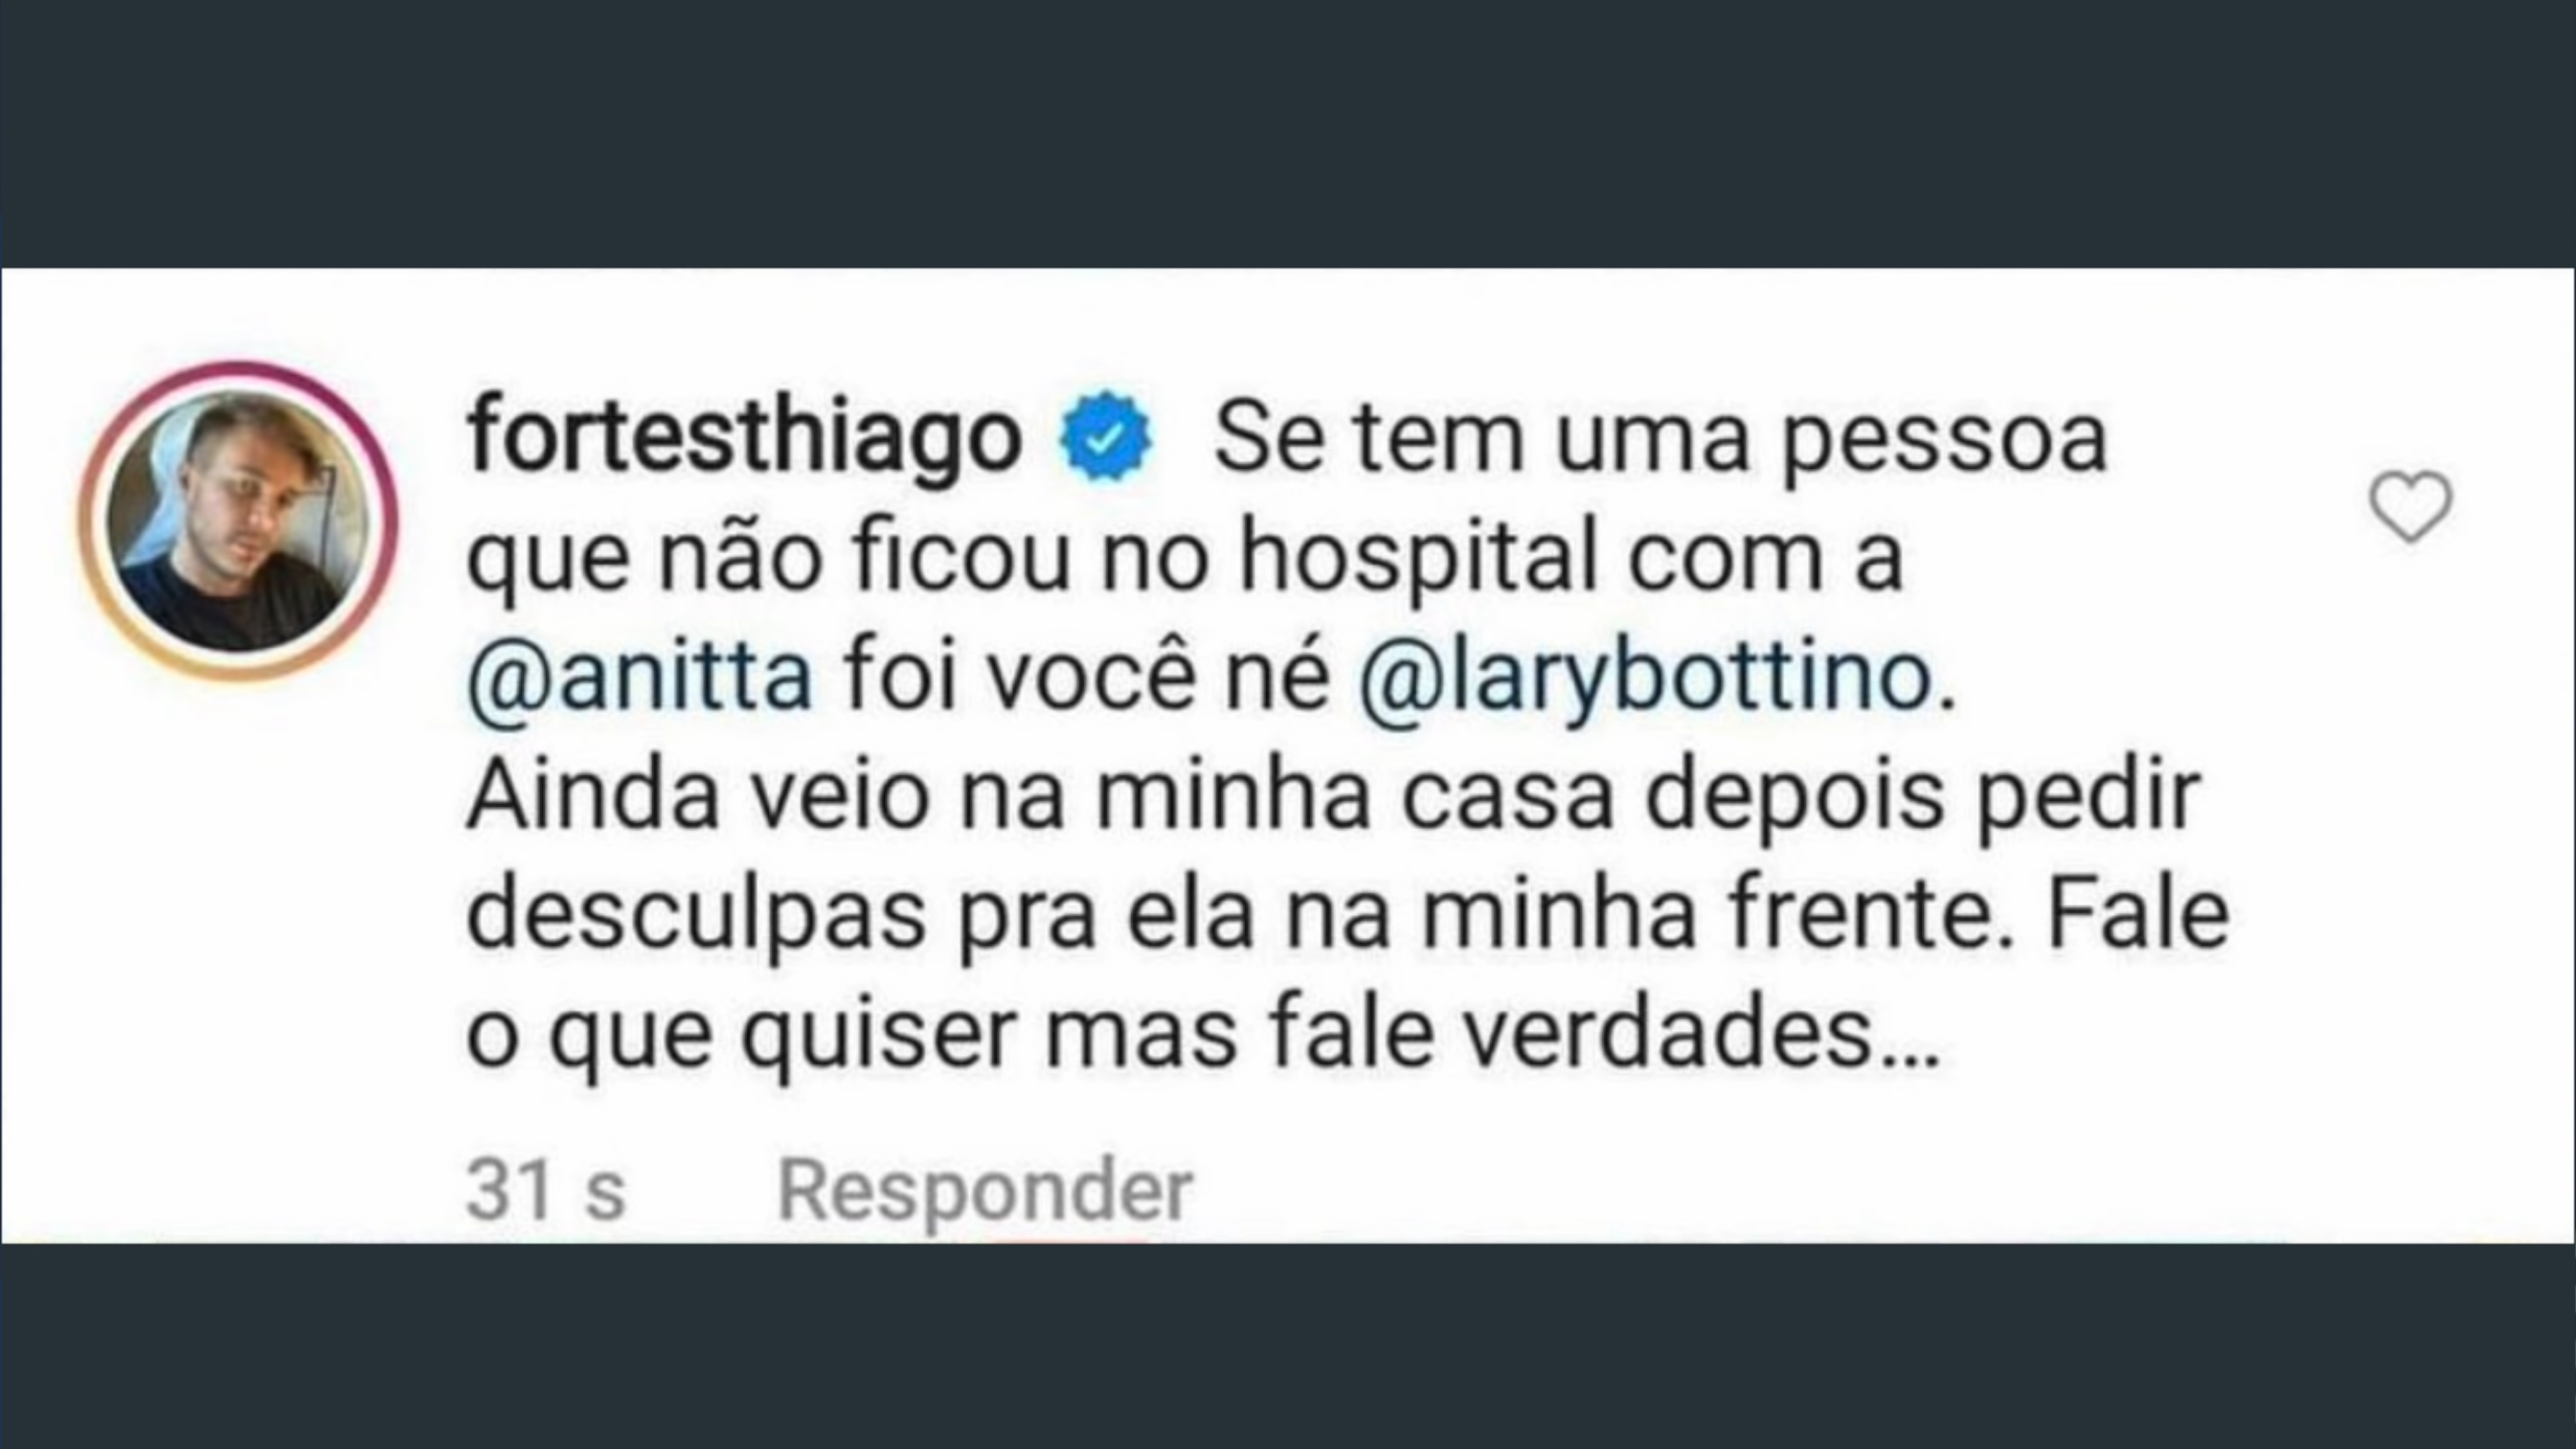 fortesthiago Se tem uma pessoa
que não ficou no hospital com a
@anitta foi você né @larybottino.
Ainda veio na minha casa depois pedir
desculpas pra ela na minha frente. Fale
o que quiser mas fale verdades...
31 s Responder